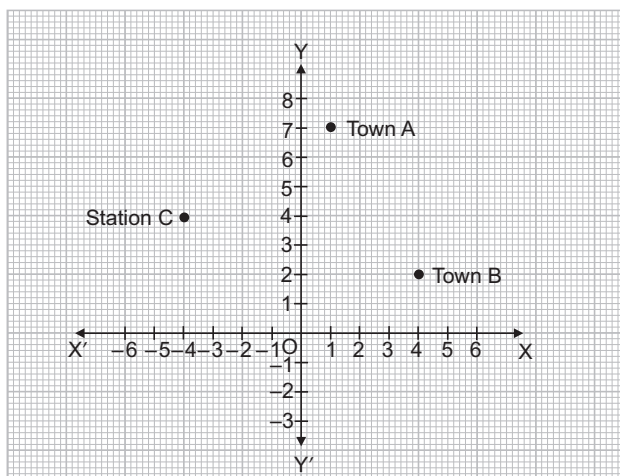 Y
8
7
Town A
6
5
Station C
4
3
2
Town B
1
X′ –6 –5 –4 –3 –2 –1 O 1 2 3 4 5 6 X
–1
–2
–3
Y′